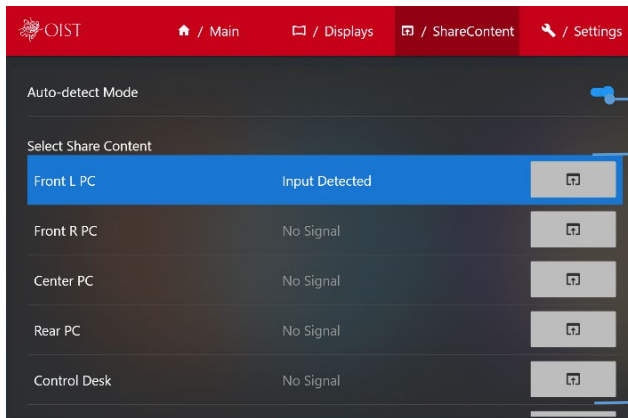 OIST / Main / Displays / ShareContent / Settings
Auto-detect Mode
Select Share Content
Front L PC Input Detected
Front R PC No Signal
Center PC No Signal
Rear PC No Signal
Control Desk No Signal